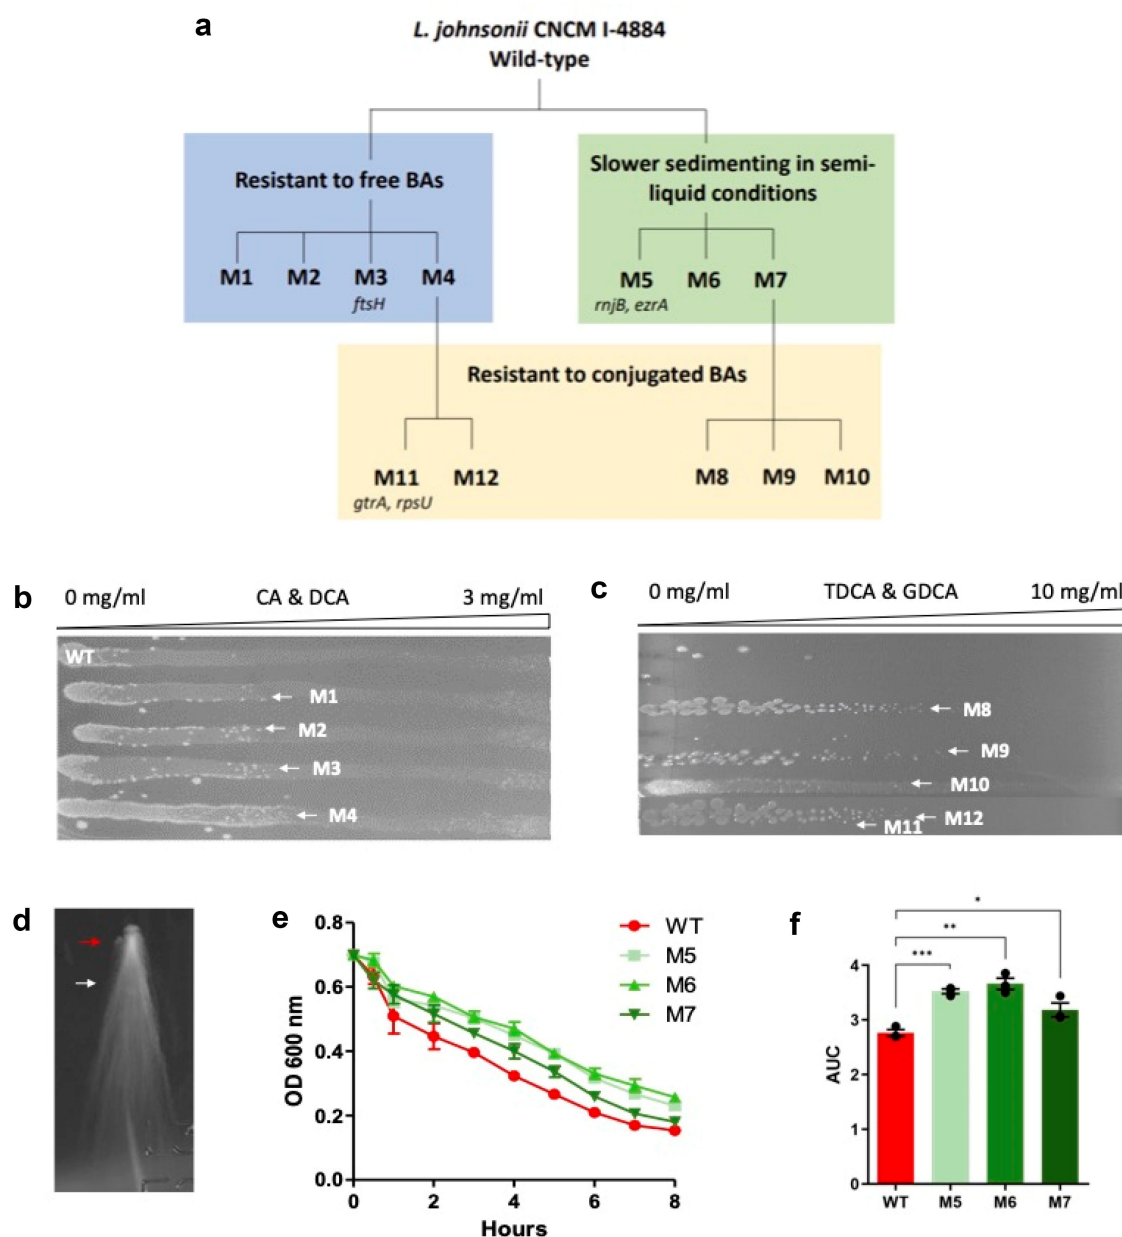 a
L. johnsonii CNCM I-4884
Wild-type
Resistant to free BAs
M1 M2 M3 M4
ftsH
Slower sedimenting in semi-
liquid conditions
M5 M6 M7
rnjB, ezrA
Resistant to conjugated BAs
M11 M12 M8 M9 M10
gtrA, rpsU
b
0 mg/ml CA & DCA 3 mg/ml
WT
M1
M2
M3
M4
c
0 mg/ml TDCA & GDCA 10 mg/ml
M8
M9
M10
M12
M11
d
e
0.8
0.6
0.4
0.2
0.0
OD 600 nm
0 2 4 6 8
Hours
WT
M5
M6
M7
f
*
**
***
4
3
2
1
0
AUC
WT M5 M6 M7